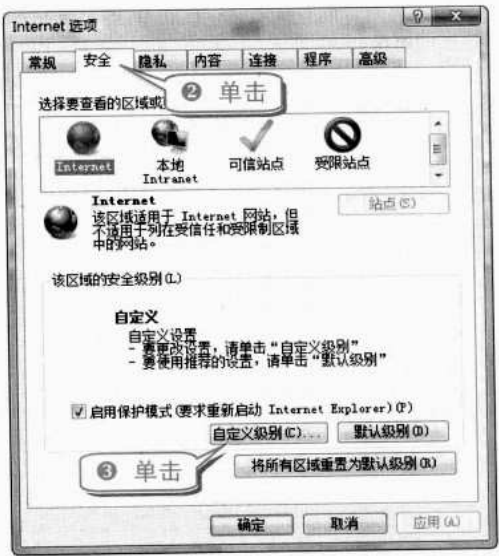 Internet 选项
常规 安全 隐私 内容 连接 程序 高级
❷ 单击
选择要查看的区域或
Internet 本地 Intranet 可信站点 受限站点
Internet
站点(S)
该区域适用于 Internet 网站，但
不适用于列在受信任和受限制区域
中的网站。
该区域的安全级别(L)
自定义
自定义设置
- 要更改设置，请单击“自定义级别”
- 要使用推荐的设置，请单击“默认级别”
启用保护模式(要求重新启动 Internet Explorer)(P)
自定义级别(C)... 默认级别(D)
❸ 单击
将所有区域重置为默认级别(R)
确定 取消 应用(A)